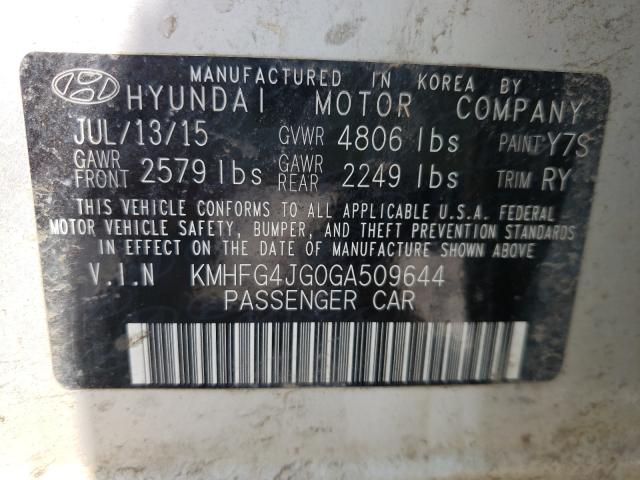 MANUFACTURED IN KOREA BY
HYUNDAI MOTOR COMPANY
JUL/13/15 GVWR 4806 lbs PAINT Y7S
GAWR FRONT 2579 lbs GAWR REAR 2249 lbs TRIM RY
THIS VEHICLE CONFORMS TO ALL APPLICABLE U.S.A. FEDERAL
MOTOR VEHICLE SAFETY, BUMPER, AND THEFT PREVENTION STANDARDS
IN EFFECT ON THE DATE OF MANUFACTURE SHOWN ABOVE
V.I.N KMHFG4JG0GA509644
PASSENGER CAR